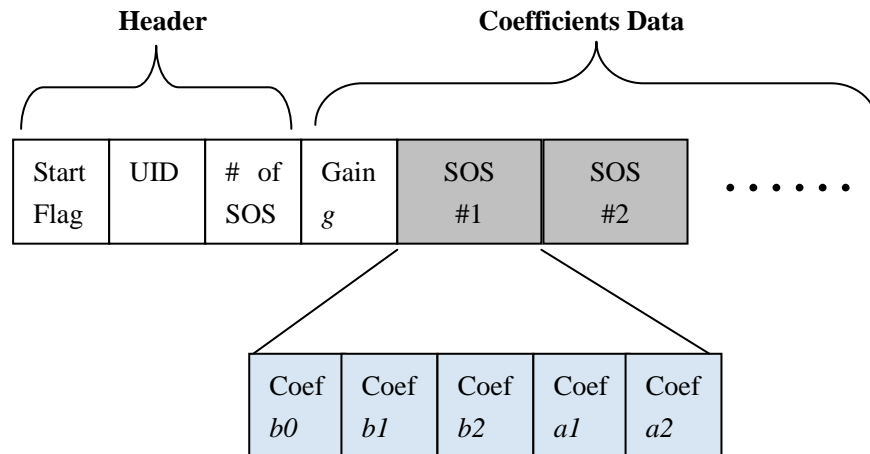 Header
Coefficients Data
Start
Flag
UID
# of
SOS
Gain
g
SOS
#1
SOS
#2
......
Coef
b0
Coef
b1
Coef
b2
Coef
a1
Coef
a2